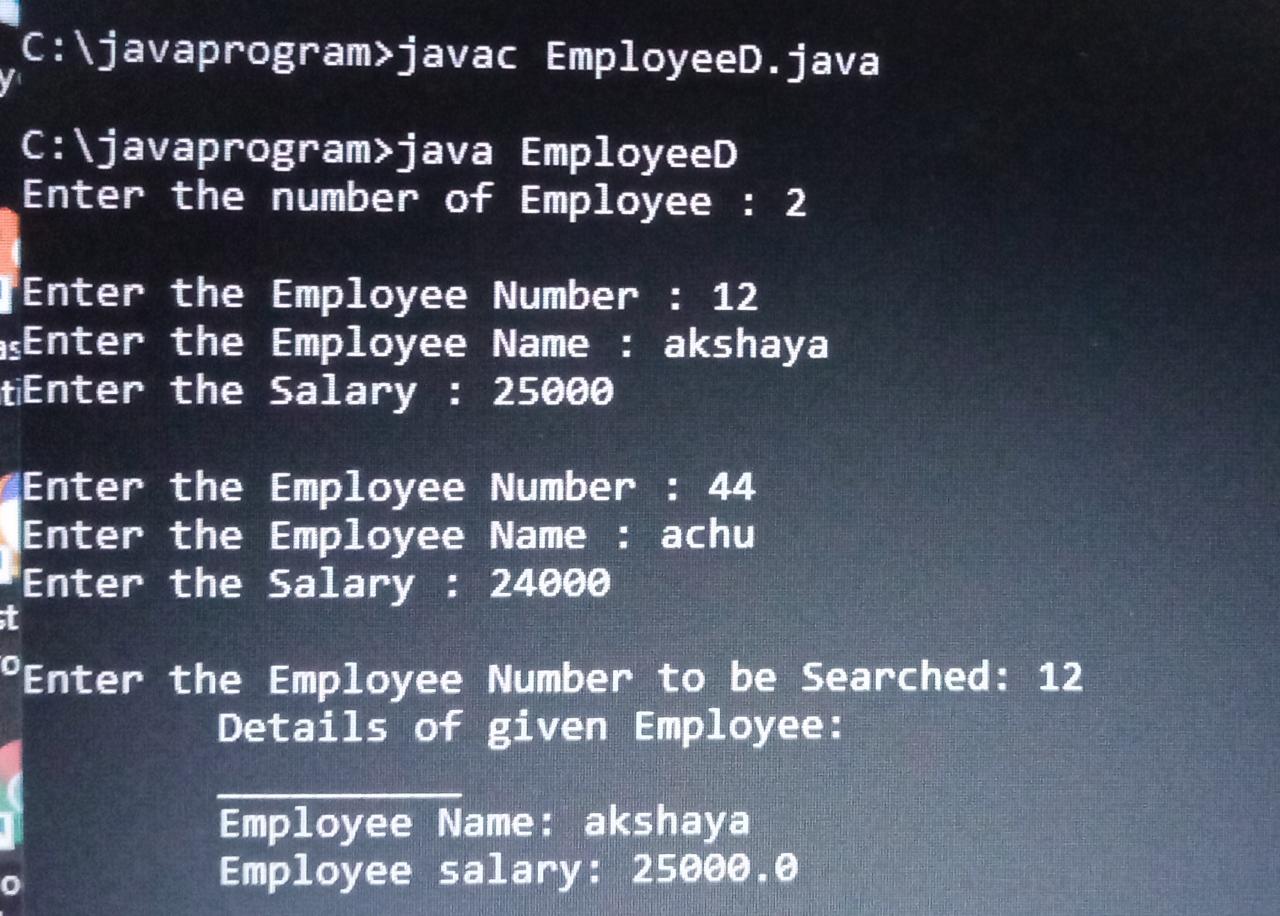 C:\javaprogram>javac EmployeeD.java
C:\javaprogram>java EmployeeD
Enter the number of Employee : 2
Enter the Employee Number : 12
Enter the Employee Name : akshaya
Enter the Salary : 25000
Enter the Employee Number : 44
Enter the Employee Name : achu
Enter the Salary : 24000
Enter the Employee Number to be Searched: 12
Details of given Employee:
__________
Employee Name: akshaya
Employee salary: 25000.0